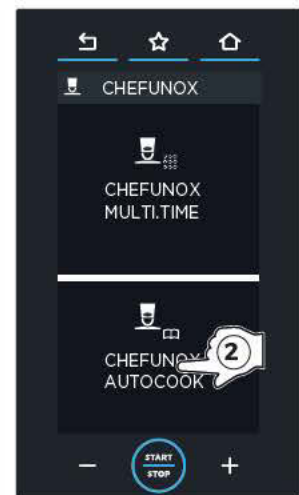 CHEFUNOX
CHEFUNOX
MULTI.TIME
CHEFUNOX
AUTOCOOK
2
− START STOP +